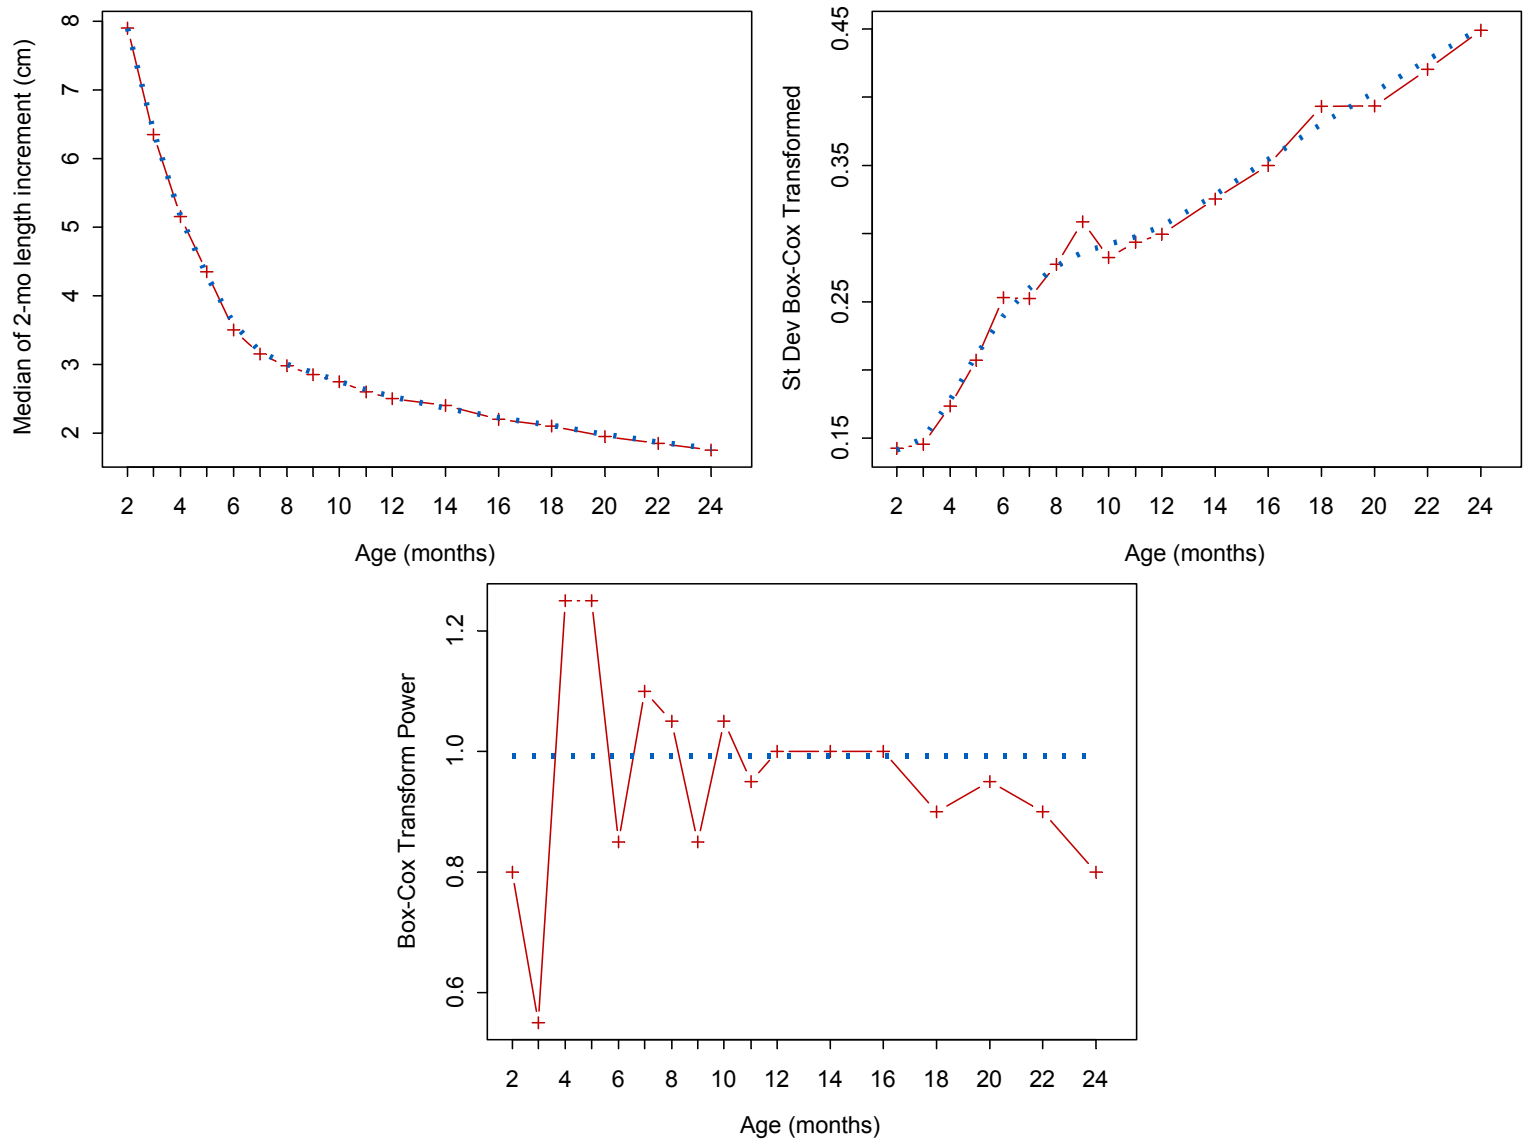 Median of 2-mo length increment (cm)
8
7
6
5
4
3
2
2 4 6 8 10 12 14 16 18 20 22 24
Age (months)
St Dev Box-Cox Transformed
0.45
0.35
0.25
0.15
2 4 6 8 10 12 14 16 18 20 22 24
Age (months)
Box-Cox Transform Power
1.2
1.0
0.8
0.6
2 4 6 8 10 12 14 16 18 20 22 24
Age (months)